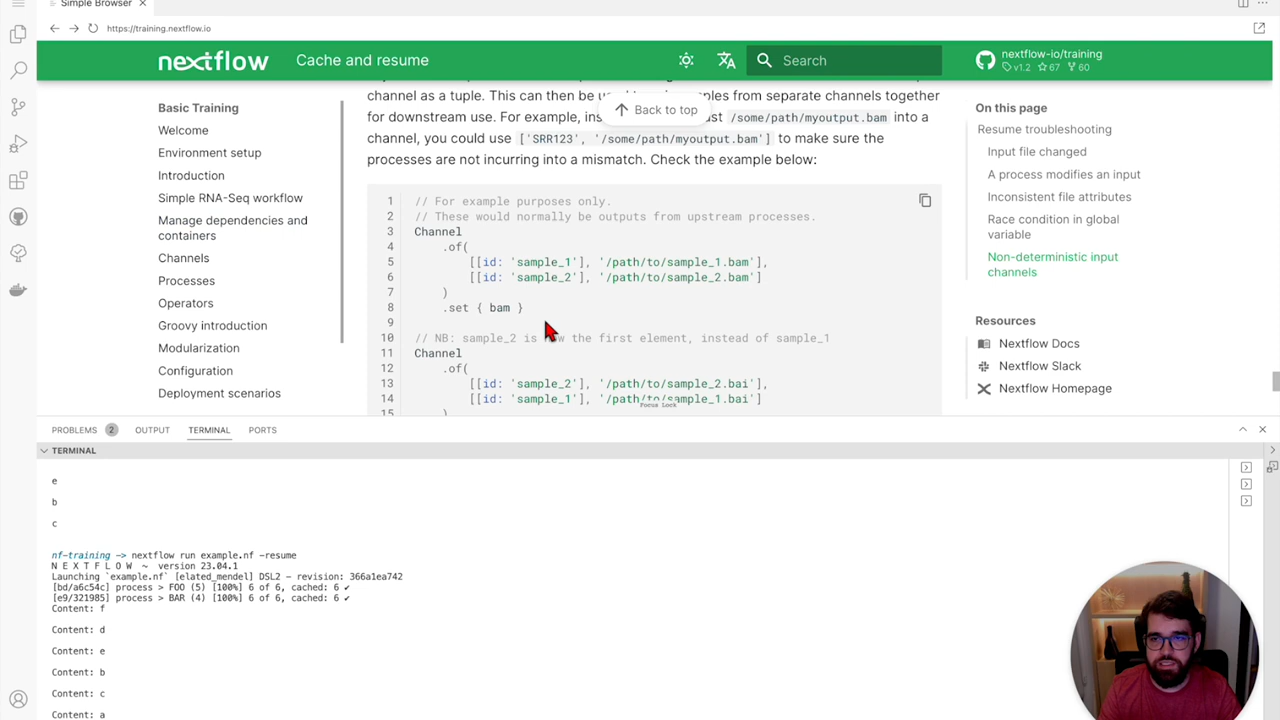 Simple Browser
https://training.nextflow.io
nextflow
Cache and resume
Search
nextflow-io/training
v1.2 67 60
Basic Training
Welcome
Environment setup
Introduction
Simple RNA-Seq workflow
Manage dependencies and
containers
Channels
Processes
Operators
Groovy introduction
Modularization
Configuration
Deployment scenarios
channel as a tuple. This can then be
for downstream use. For example,
Back to top
/some/path/myoutput.bam into a
channel, you could use ['SRR123', '/some/path/myoutput.bam'] to make sure the
processes are not incurring into a mismatch. Check the example below:
1 // For example purposes only.
2 // These would normally be outputs from upstream processes.
3 Channel
4 .of(
5 [[id: 'sample_1'], '/path/to/sample_1.bam'],
6 [[id: 'sample_2'], '/path/to/sample_2.bam']
7 )
8 .set { bam }
9
10 // NB: sample_2 is the first element, instead of sample_1
11 Channel
12 .of(
13 [[id: 'sample_2'], '/path/to/sample_2.bai'],
14 [[id: 'sample_1'], '/path/to/sample_1.bai']
15 )
Focus Lock
On this page
Resume troubleshooting
Input file changed
A process modifies an input
Inconsistent file attributes
Race condition in global
variable
Non-deterministic input
channels
Resources
Nextflow Docs
Nextflow Slack
Nextflow Homepage
PROBLEMS 2 OUTPUT TERMINAL PORTS
TERMINAL
e
b
c
nf-training -> nextflow run example.nf -resume
N E X T F L O W ~ version 23.04.1
Launching `example.nf` [elated_mendel] DSL2 - revision: 366a1ea742
[bd/a6c54c] process > FOO (5) [100%] 6 of 6, cached: 6 ✔
[e9/321985] process > BAR (4) [100%] 6 of 6, cached: 6 ✔
Content: f
Content: d
Content: e
Content: b
Content: c
Content: a